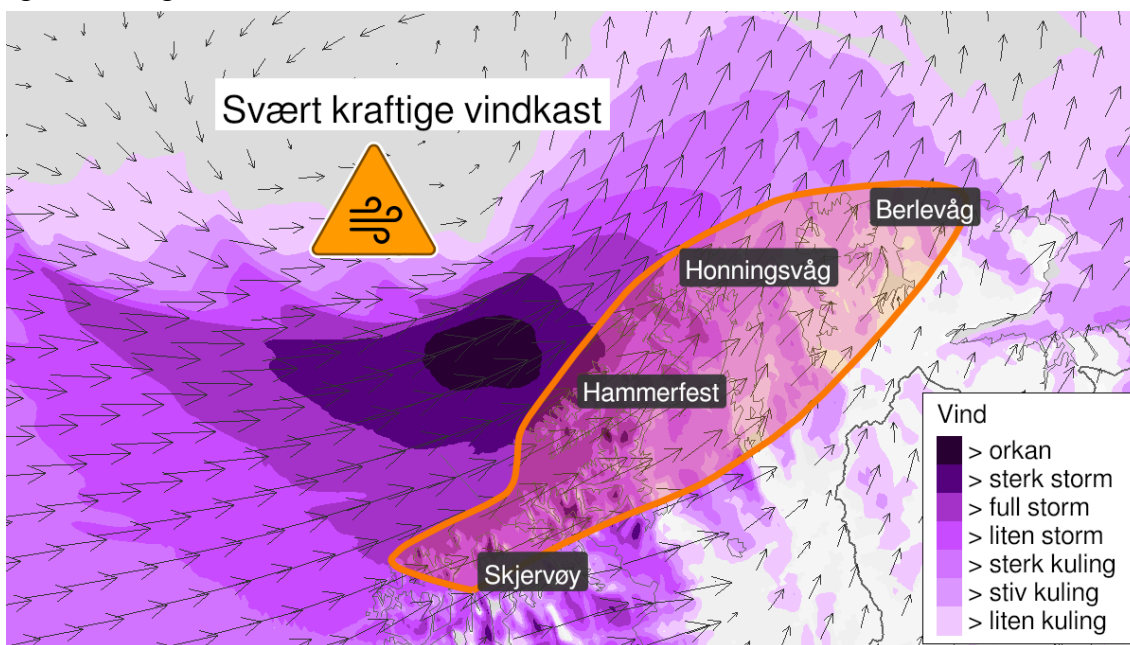 Svært kraftige vindkast
Berlevåg
Honningsvåg
Hammerfest
Skjervøy
Vind
> orkan
> sterk storm
> full storm
> liten storm
> sterk kuling
> stiv kuling
> liten kuling